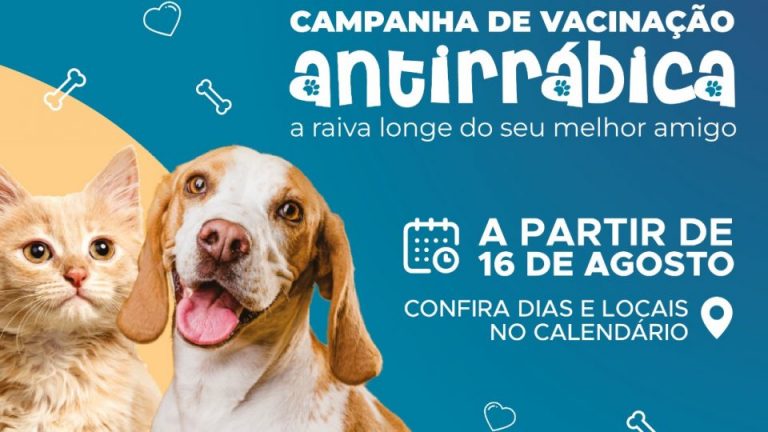 CAMPANHA DE VACINAÇÃO
antirrábica
a raiva longe do seu melhor amigo
A PARTIR DE
16 DE AGOSTO
CONFIRA DIAS E LOCAIS
NO CALENDÁRIO